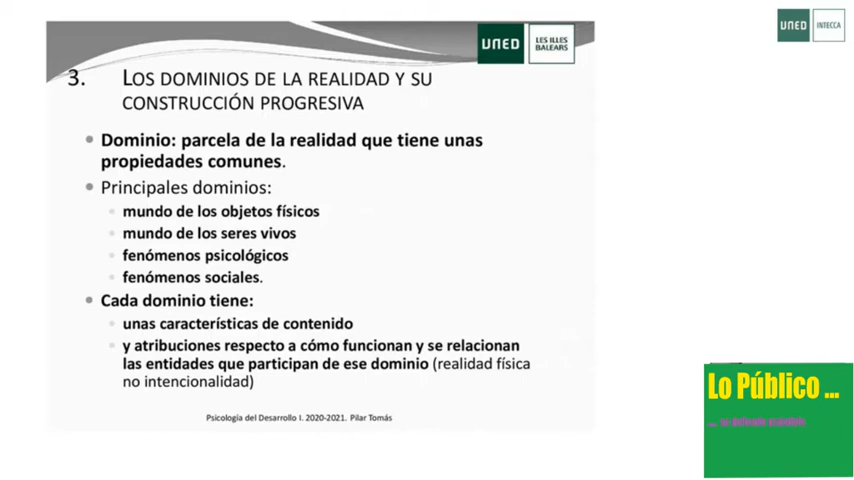 UNED
INTECCA
UNED
LES ILLES
BALEARS
3. LOS DOMINIOS DE LA REALIDAD Y SU
CONSTRUCCIÓN PROGRESIVA
Dominio: parcela de la realidad que tiene unas
propiedades comunes.
Principales dominios:
mundo de los objetos físicos
mundo de los seres vivos
fenómenos psicológicos
fenómenos sociales.
Cada dominio tiene:
unas características de contenido
y atribuciones respecto a cómo funcionan y se relacionan
las entidades que participan de ese dominio (realidad física
no intencionalidad)
Psicología del Desarrollo I. 2020-2021. Pilar Tomás
Lo Público ...